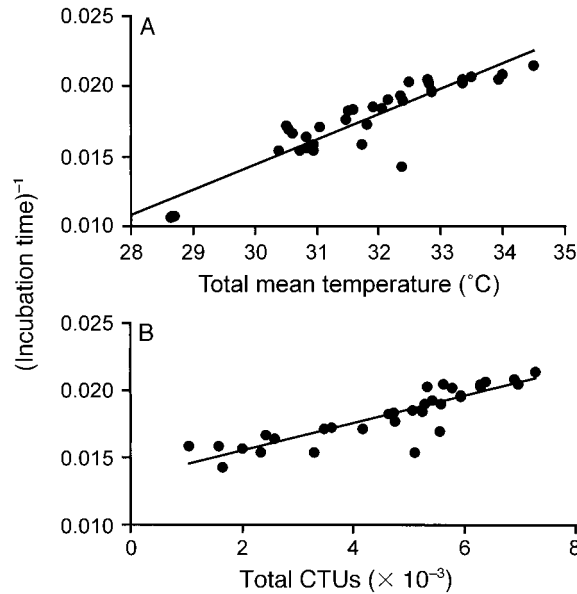 A
0.025
0.020
0.015
0.010
28 29 30 31 32 33 34 35
Total mean temperature (°C)
(Incubation time)⁻¹
B
0.025
0.020
0.015
0.010
0 2 4 6 8
Total CTUs (× 10⁻³)